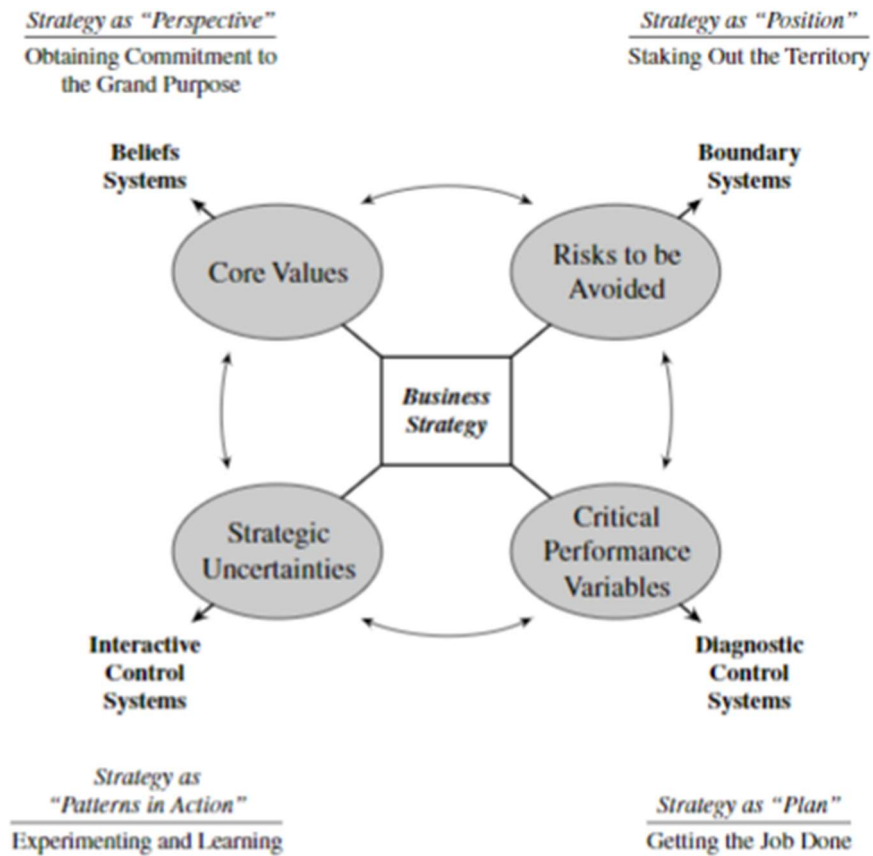 Strategy as “Perspective”
Obtaining Commitment to
the Grand Purpose
Strategy as “Position”
Staking Out the Territory
Beliefs
Systems
Boundary
Systems
Core Values
Risks to be
Avoided
Business
Strategy
Strategic
Uncertainties
Critical
Performance
Variables
Interactive
Control
Systems
Diagnostic
Control
Systems
Strategy as
“Patterns in Action”
Experimenting and Learning
Strategy as “Plan”
Getting the Job Done